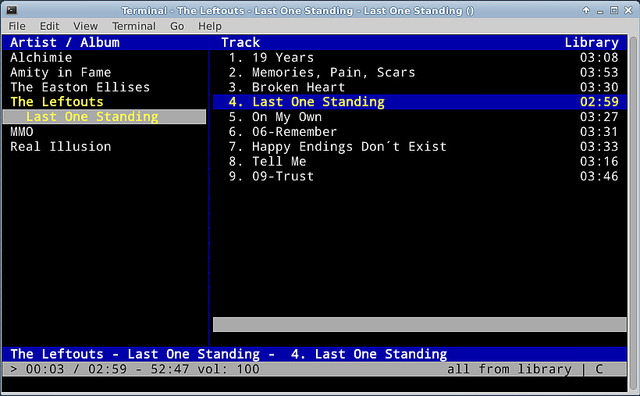 Terminal - The Leftouts - Last One Standing - Last One Standing ()
File Edit View Terminal Go Help
Artist / Album Track Library
Alchimie 1. 19 Years 03:08
Amity in Fame 2. Memories, Pain, Scars 03:53
The Easton Ellises 3. Broken Heart 03:30
The Leftouts 4. Last One Standing 02:59
Last One Standing 5. On My Own 03:27
MMO 6. 06-Remember 03:31
Real Illusion 7. Happy Endings Don´t Exist 03:33
8. Tell Me 03:16
9. 09-Trust 03:46
The Leftouts - Last One Standing - 4. Last One Standing
> 00:03 / 02:59 - 52:47 vol: 100 all from library | C